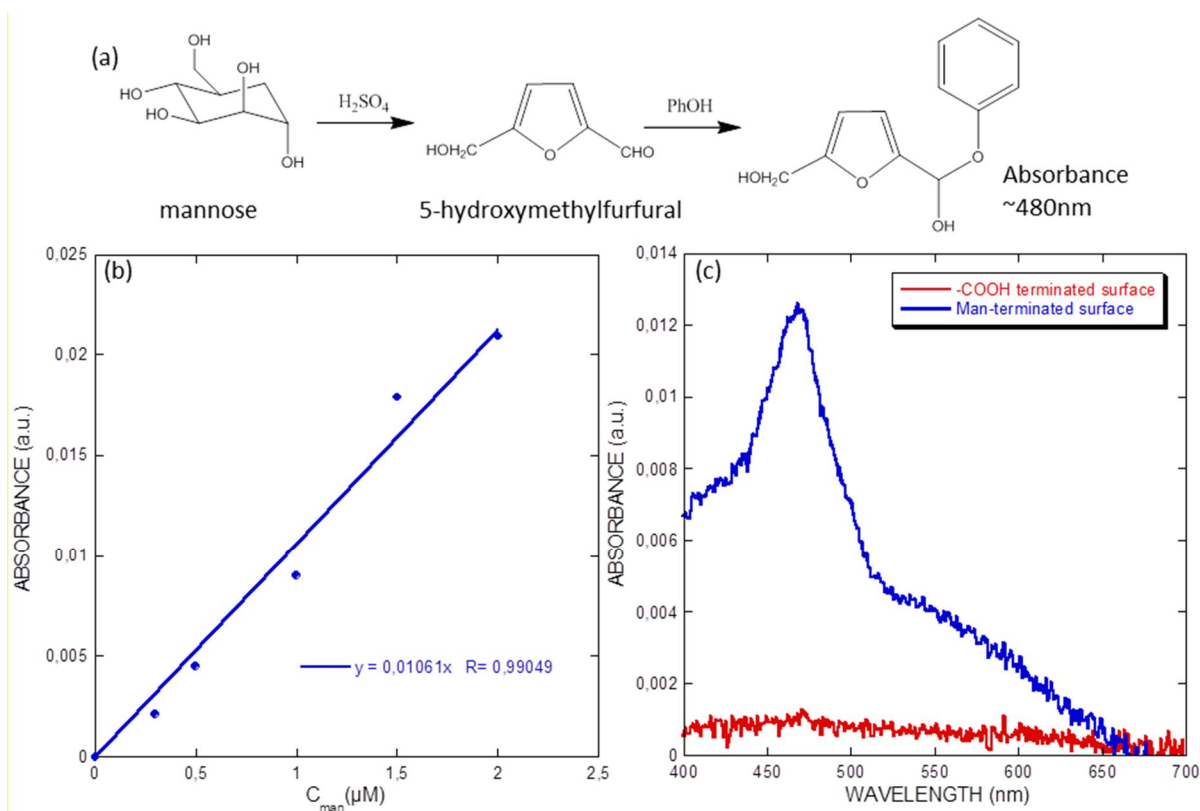 (a)
OH
OH
HO
HO
OH
mannose
H₂SO₄
HOH₂C
O
CHO
5-hydroxymethylfurfural
PhOH
HOH₂C
O
O
OH
Absorbance
~480nm
(b)
0,025
0,02
0,015
0,01
0,005
0
ABSORBANCE (a.u.)
y = 0,01061x R= 0,99049
0 0,5 1 1,5 2 2,5
C_man(µM)
(c)
-COOH terminated surface
Man-terminated surface
0,014
0,012
0,01
0,008
0,006
0,004
0,002
0
ABSORBANCE (a.u.)
400 450 500 550 600 650 700
WAVELENGTH (nm)